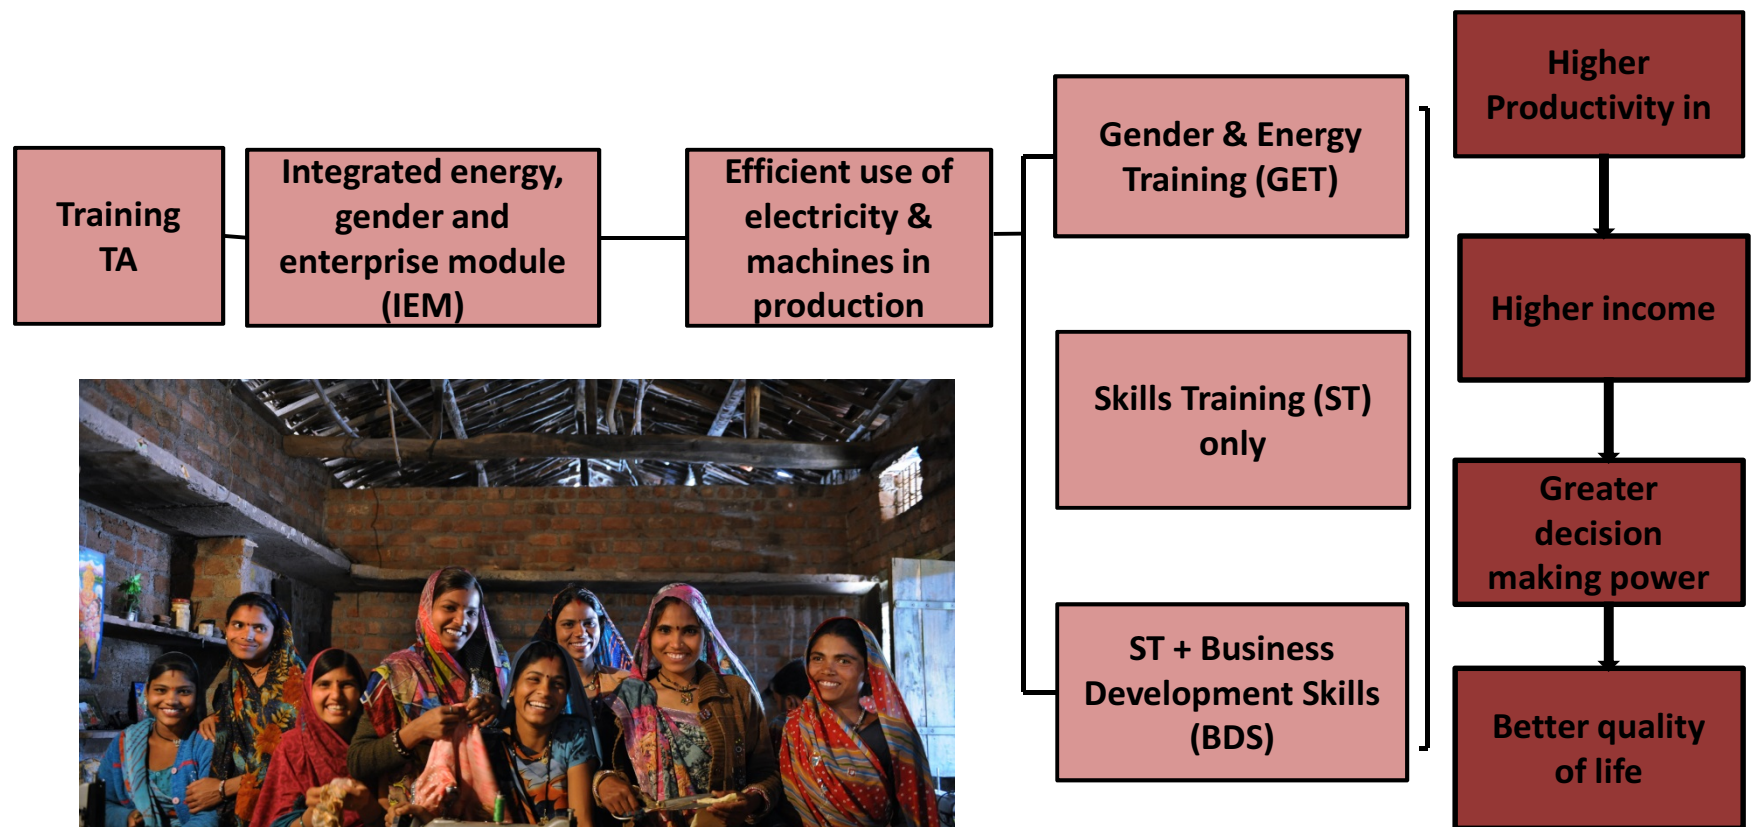 Training
TA
Integrated energy,
gender and
enterprise module
(IEM)
Efficient use of
electricity &
machines in
production
Gender & Energy
Training (GET)
Skills Training (ST)
only
ST + Business
Development Skills
(BDS)
Higher
Productivity in
Higher income
Greater
decision
making power
Better quality
of life